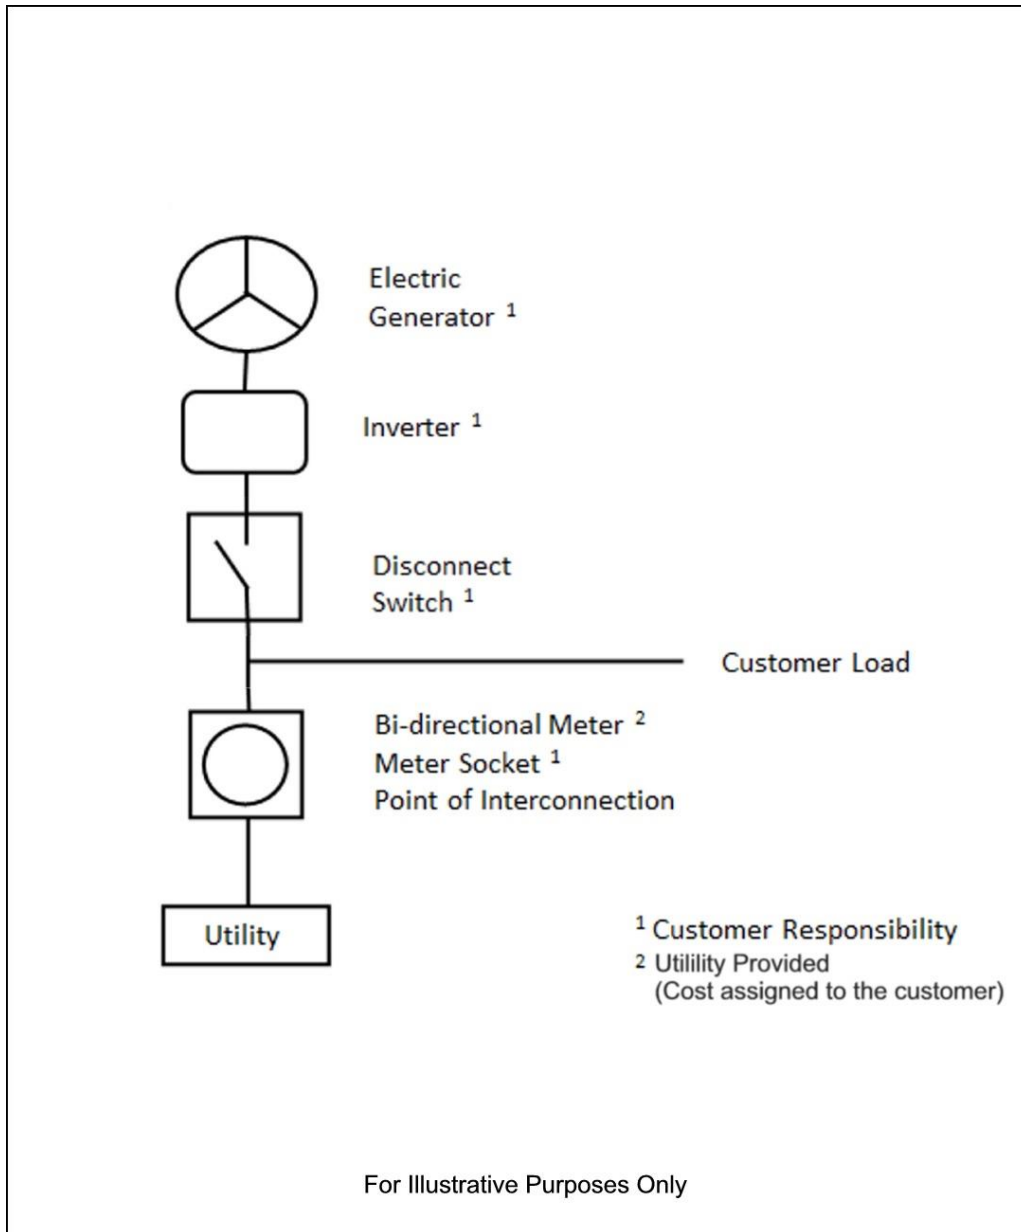 Electric
Generator ¹
Inverter ¹
Disconnect
Switch ¹
Customer Load
Bi-directional Meter ²
Meter Socket ¹
Point of Interconnection
Utility
¹ Customer Responsibility
² Utilility Provided
(Cost assigned to the customer)
For Illustrative Purposes Only